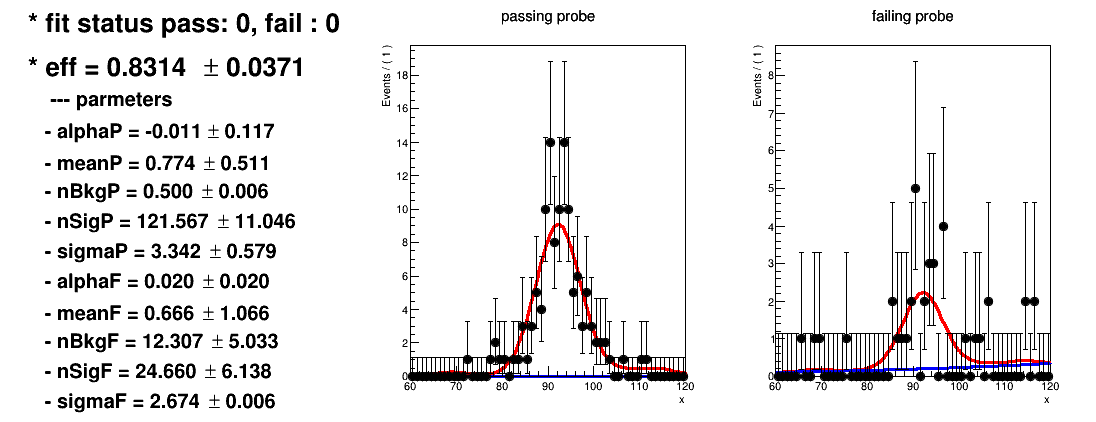 * fit status pass: 0, fail : 0
* eff = 0.8314 ± 0.0371
--- parmeters
- alphaP = -0.011 ± 0.117
- meanP = 0.774 ± 0.511
- nBkgP = 0.500 ± 0.006
- nSigP = 121.567 ± 11.046
- sigmaP = 3.342 ± 0.579
- alphaF = 0.020 ± 0.020
- meanF = 0.666 ± 1.066
- nBkgF = 12.307 ± 5.033
- nSigF = 24.660 ± 6.138
- sigmaF = 2.674 ± 0.006
passing probe
Events / ( 1 )
18
16
14
12
10
8
6
4
2
0
60 70 80 90 100 110 120
x
failing probe
Events / ( 1 )
8
7
6
5
4
3
2
1
0
60 70 80 90 100 110 120
x